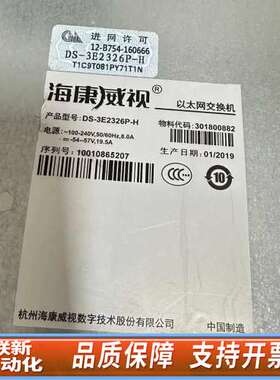 进网许可
12-B754-160666
DS-3E2326P-H
T1C9T081PY71T1N
海康威视®
以太网交换机
产品型号: DS-3E2326P-H
物料代码: 301800882
电源: ~100-240V,50/60Hz,8.0A
⎓ -54~57V,19.5A
生产日期: 01/2019
序列号: 10010865207
10
杭州海康威视数字技术股份有限公司
中国制造
联新
动化
支持开票